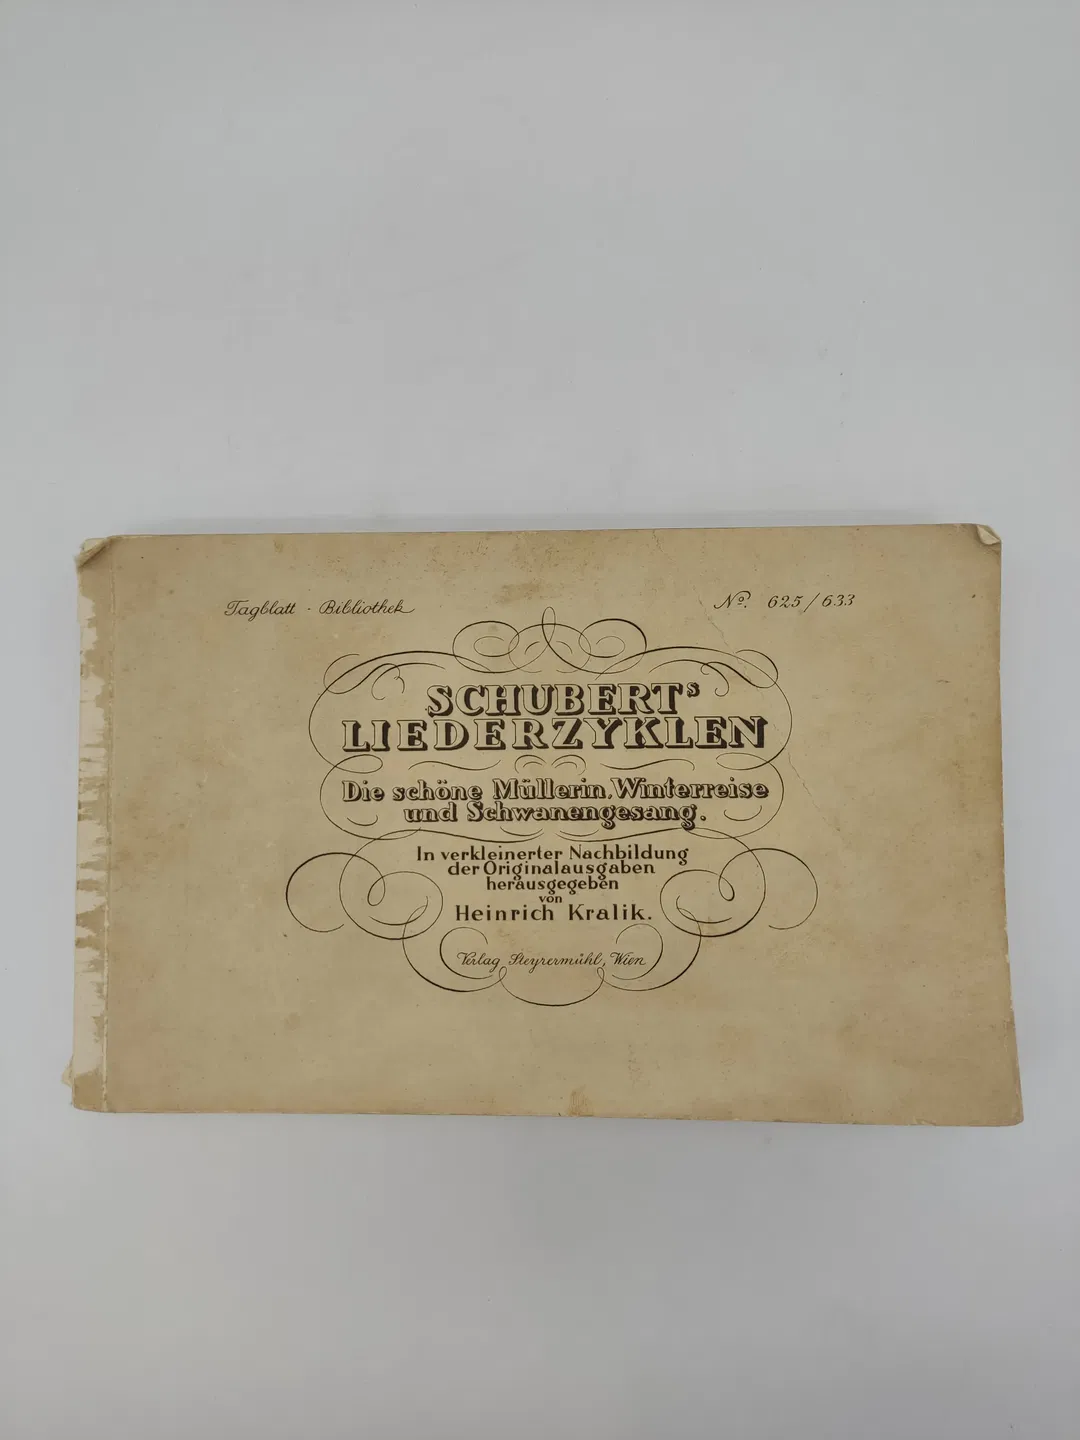 Tagblatt - Bibliothek
No. 625/633
SCHUBERTs
LIEDERZYKLEN
Die schöne Müllerin, Winterreise
und Schwanengesang.
In verkleinerter Nachbildung
der Originalausgaben
herausgegeben
von
Heinrich Kralik.
Verlag Steyrermühl, Wien